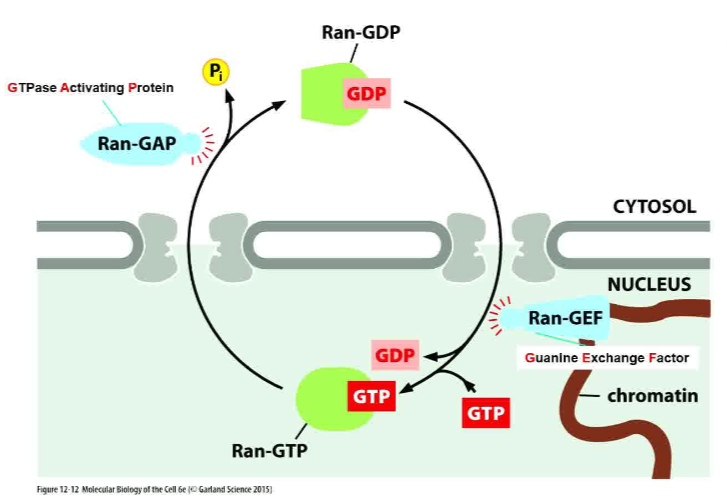 Ran-GDP
Pi
GTPase Activating Protein
GDP
Ran-GAP
CYTOSOL
NUCLEUS
Ran-GEF
GDP
Guanine Exchange Factor
GTP
GTP
chromatin
Ran-GTP
Figure 12-12 Molecular Biology of the Cell 6e (© Garland Science 2015)